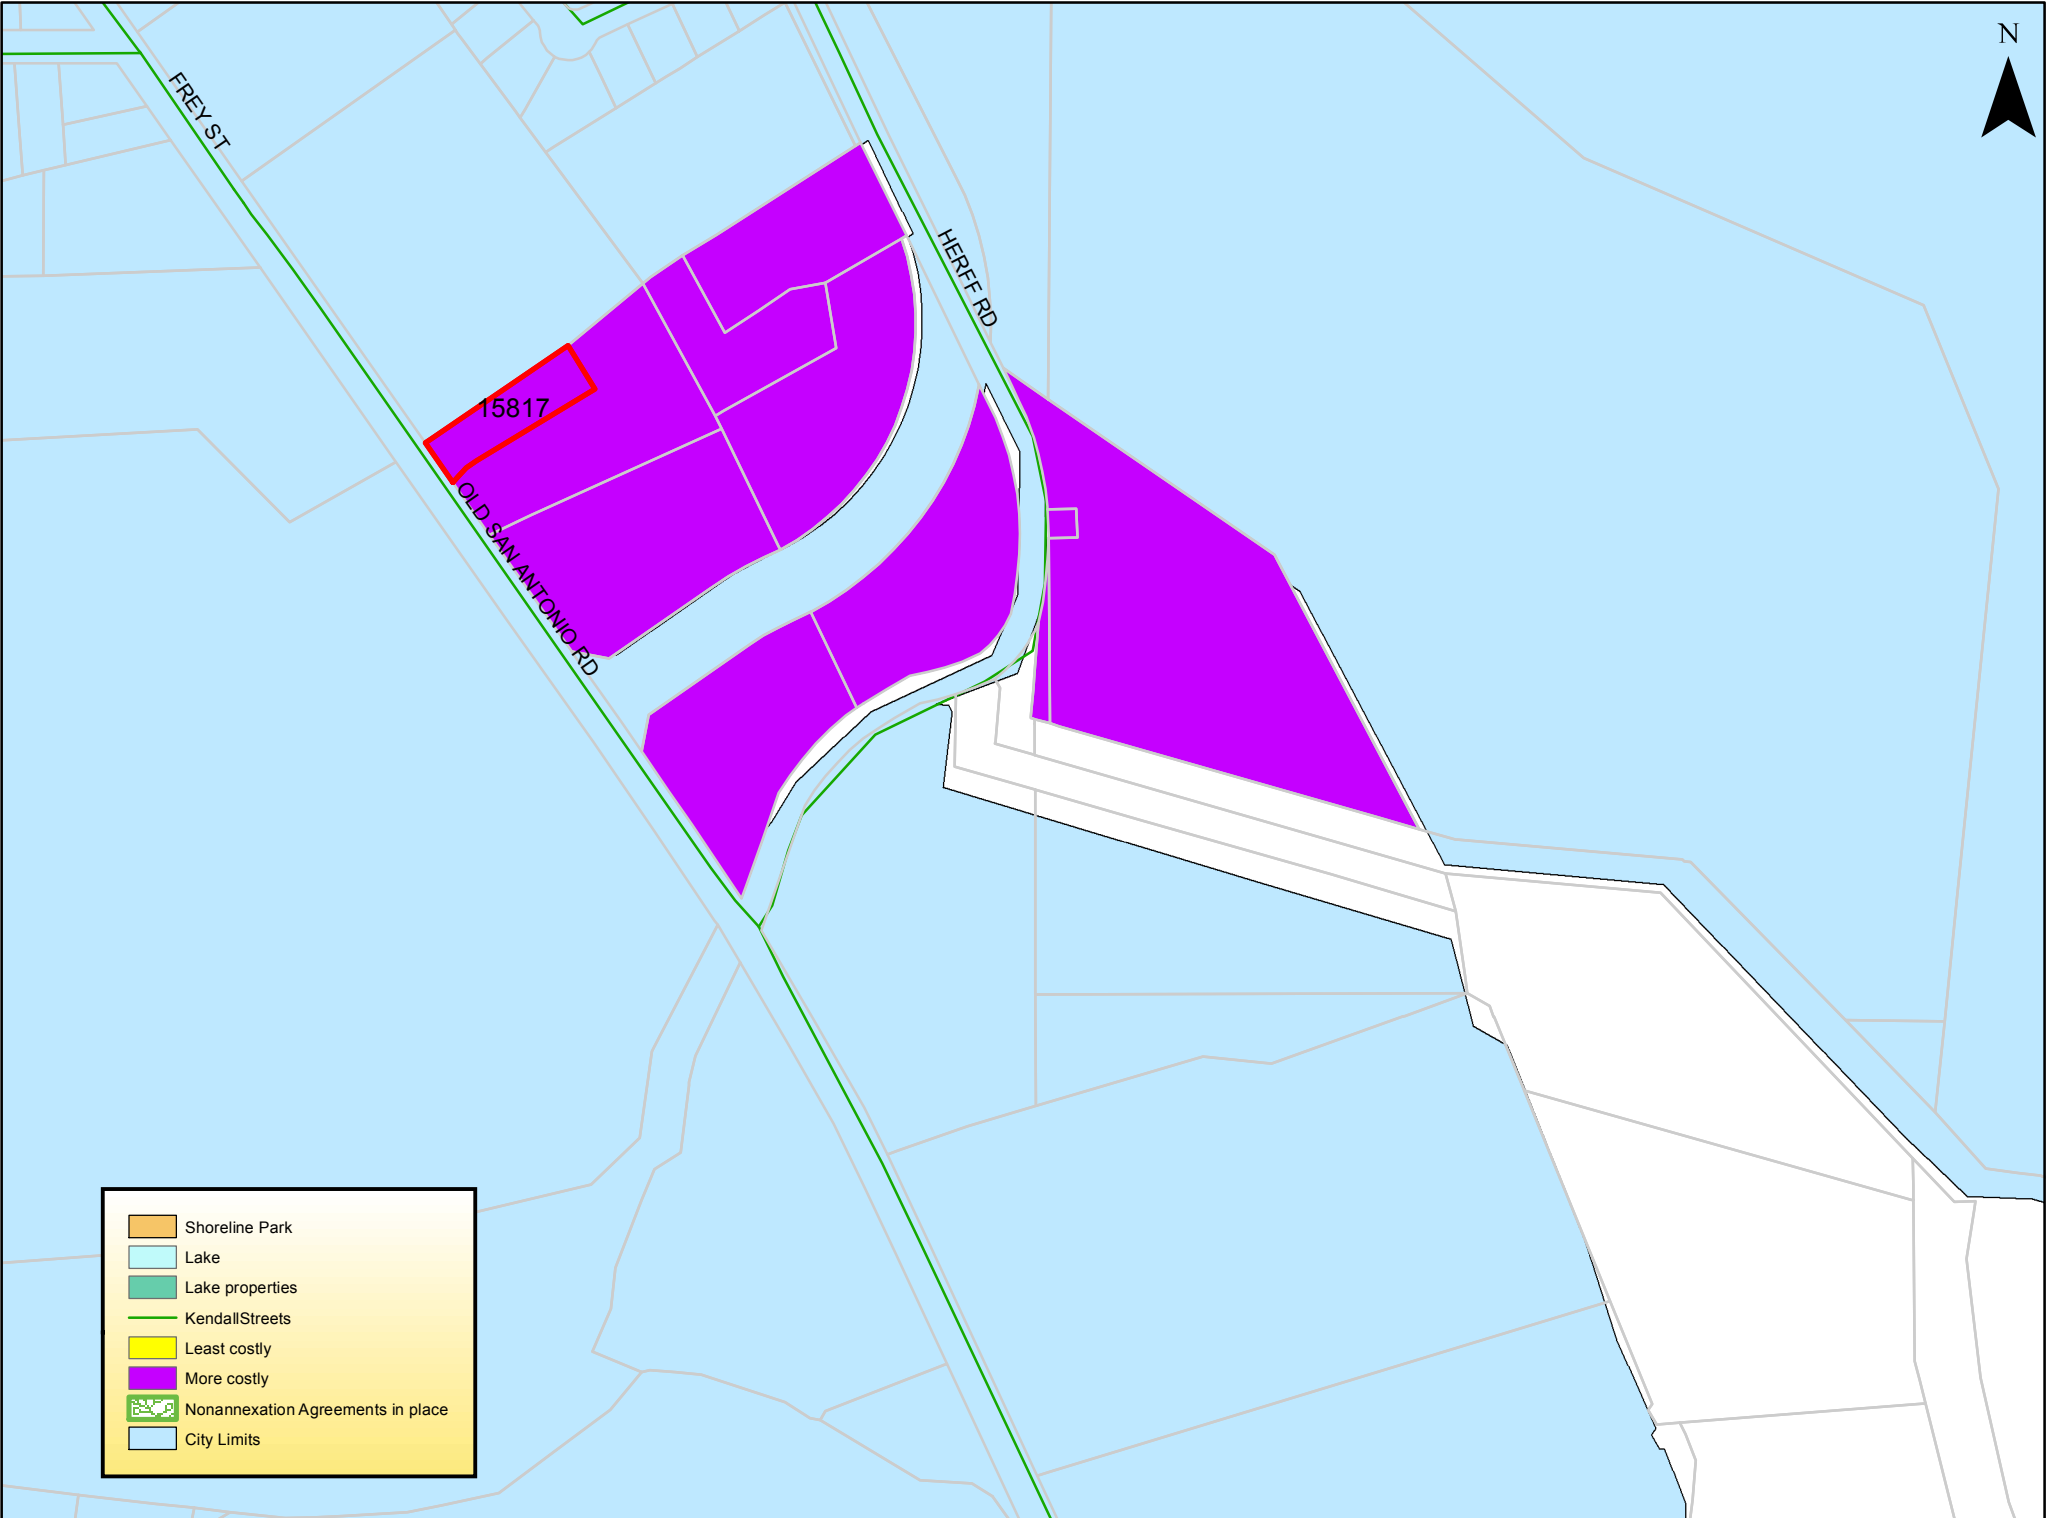 N
FREY ST
HERFF RD
15817
OLD SAN ANTONIO RD
Shoreline Park
Lake
Lake properties
KendallStreets
Least costly
More costly
Nonannexation Agreements in place
City Limits